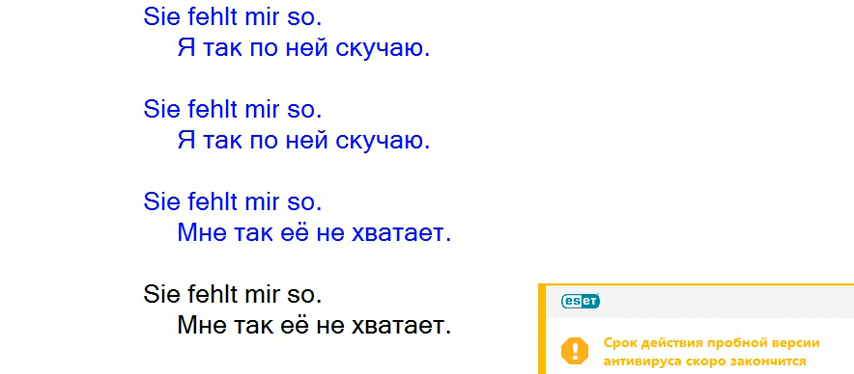 Sie fehlt mir so.
Я так по ней скучаю.
Sie fehlt mir so.
Я так по ней скучаю.
Sie fehlt mir so.
Мне так её не хватает.
Sie fehlt mir so.
Мне так её не хватает.
eseT
Срок действия пробной версии
антивируса скоро закончится